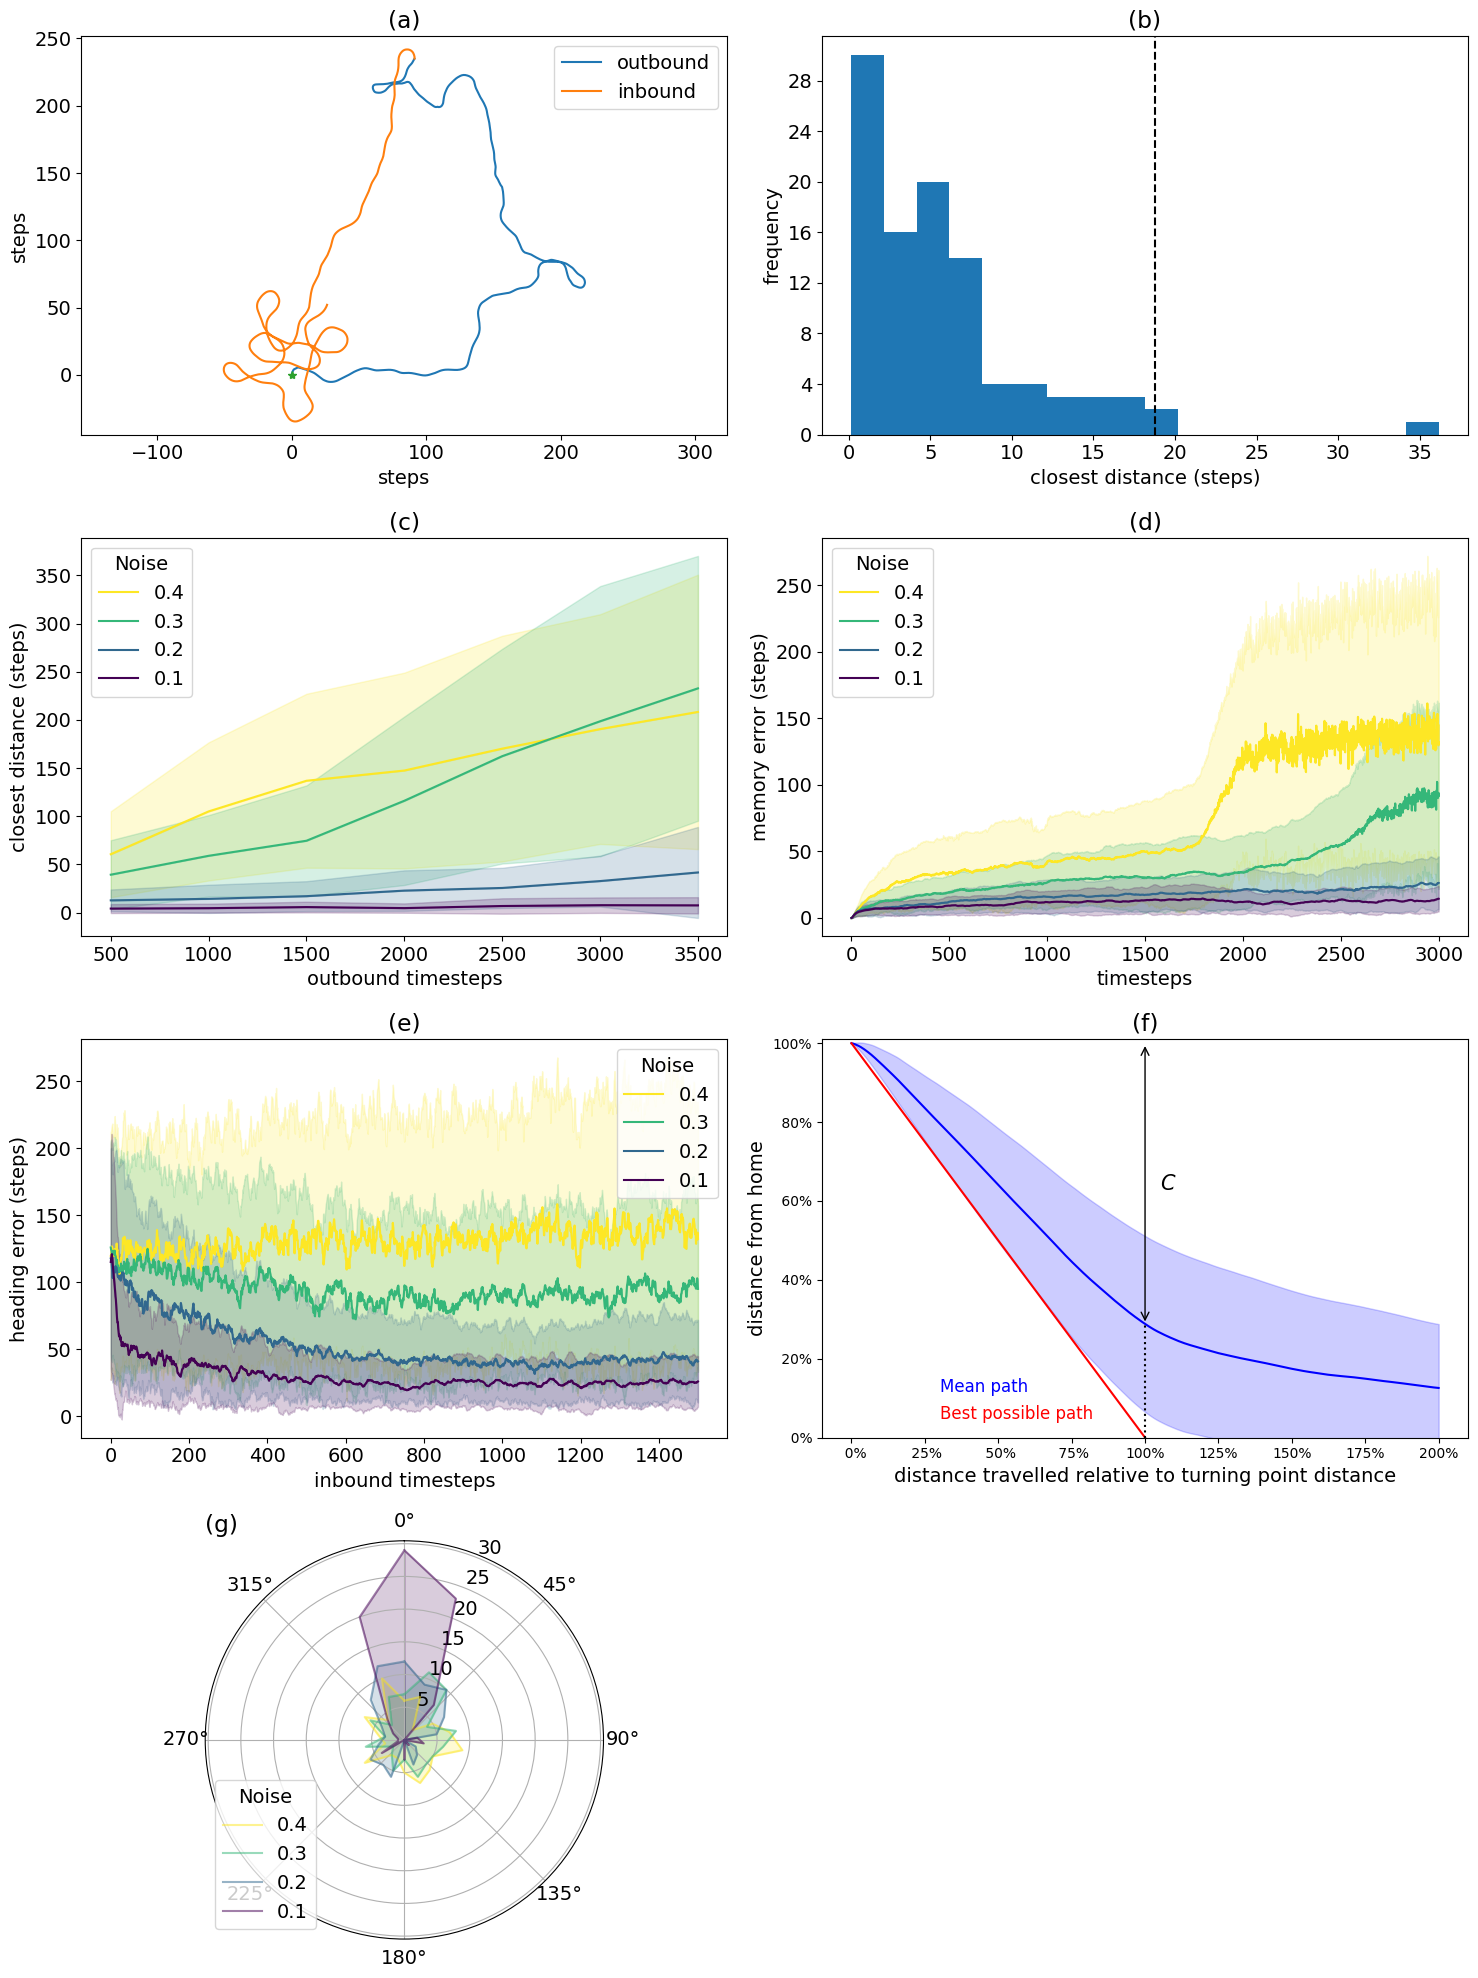 (a)
250
200
150
100
50
0
steps
−100 0 100 200 300
steps
outbound
inbound
(b)
28
24
20
16
12
8
4
0
frequency
0 5 10 15 20 25 30 35
closest distance (steps)
(c)
350
300
250
200
150
100
50
0
closest distance (steps)
500 1000 1500 2000 2500 3000 3500
outbound timesteps
Noise
0.4
0.3
0.2
0.1
(d)
250
200
150
100
50
0
memory error (steps)
0 500 1000 1500 2000 2500 3000
timesteps
Noise
0.4
0.3
0.2
0.1
(e)
250
200
150
100
50
0
heading error (steps)
0 200 400 600 800 1000 1200 1400
inbound timesteps
Noise
0.4
0.3
0.2
0.1
(f)
100%
80%
60%
40%
20%
0%
distance from home
C
Mean path
Best possible path
0% 25% 50% 75% 100% 125% 150% 175% 200%
distance travelled relative to turning point distance
(g)
0°
45°
90°
135°
180°
225°
270°
315°
30
25
20
15
10
5
Noise
0.4
0.3
0.2
0.1